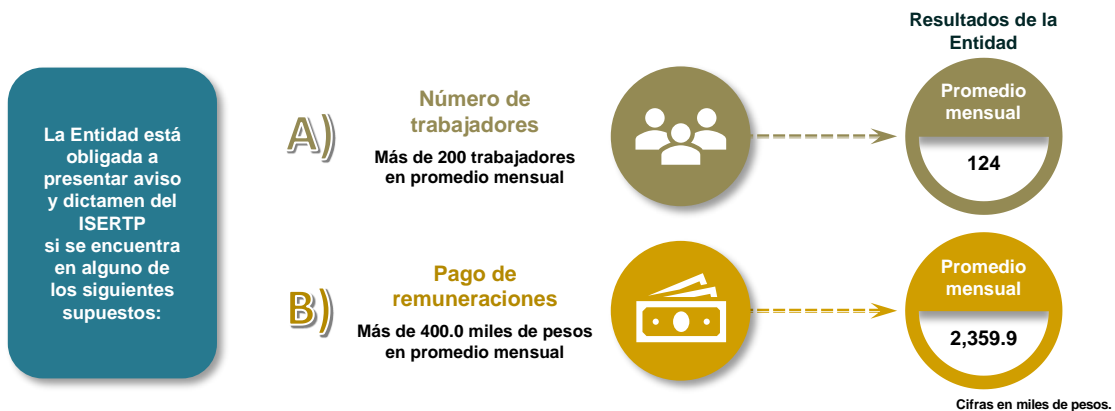 La Entidad está
obligada a
presentar aviso
y dictamen del
ISERTP
si se encuentra
en alguno de
los siguientes
supuestos:
A)
Número de
trabajadores
Más de 200 trabajadores
en promedio mensual
Resultados de la
Entidad
Promedio
mensual
124
B)
Pago de
remuneraciones
Más de 400.0 miles de pesos
en promedio mensual
Promedio
mensual
2,359.9
Cifras en miles de pesos.